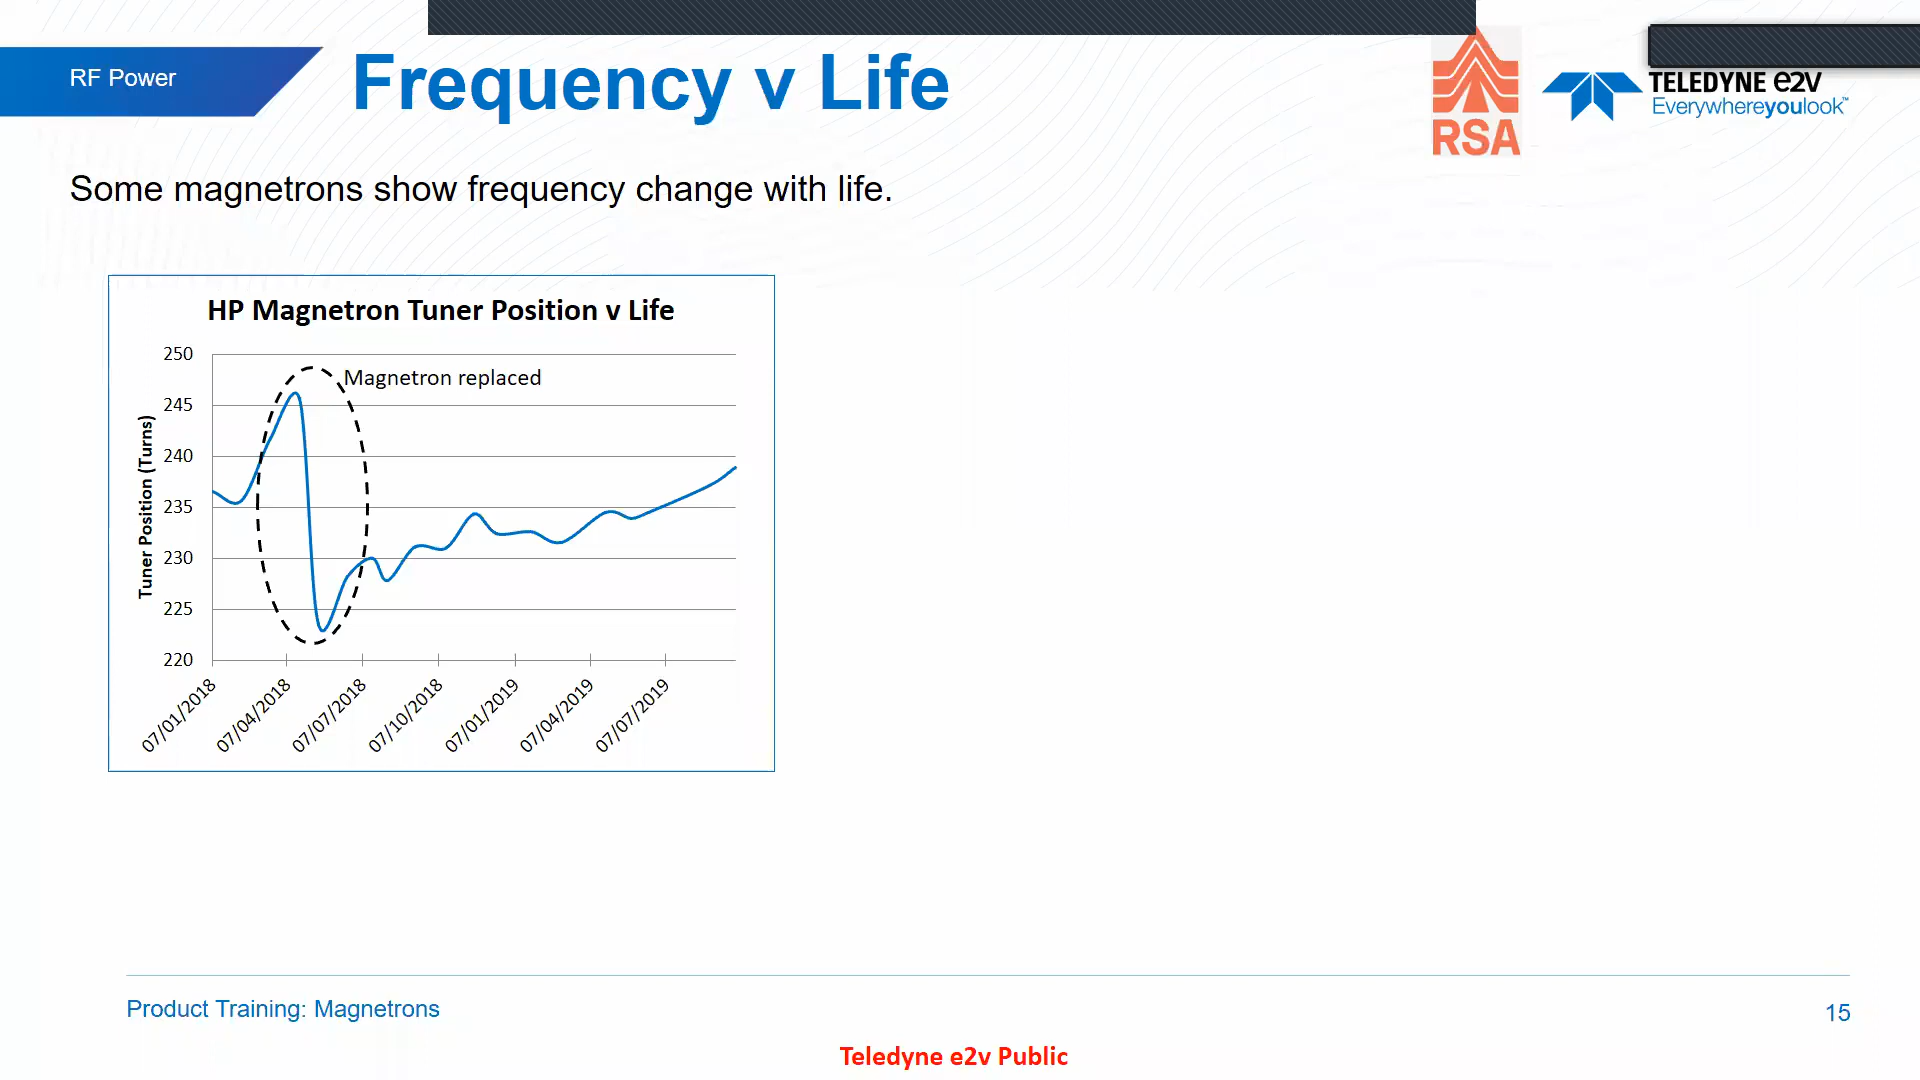 RF Power
Frequency v Life
RSA
TELEDYNE e2v
Everywhereyoulook™
Some magnetrons show frequency change with life.
HP Magnetron Tuner Position v Life
250
Magnetron replaced
245
240
235
230
225
220
Tuner Position (Turns)
07/01/2018
07/04/2018
07/07/2018
07/10/2018
07/01/2019
07/04/2019
07/07/2019
Product Training: Magnetrons
15
Teledyne e2v Public